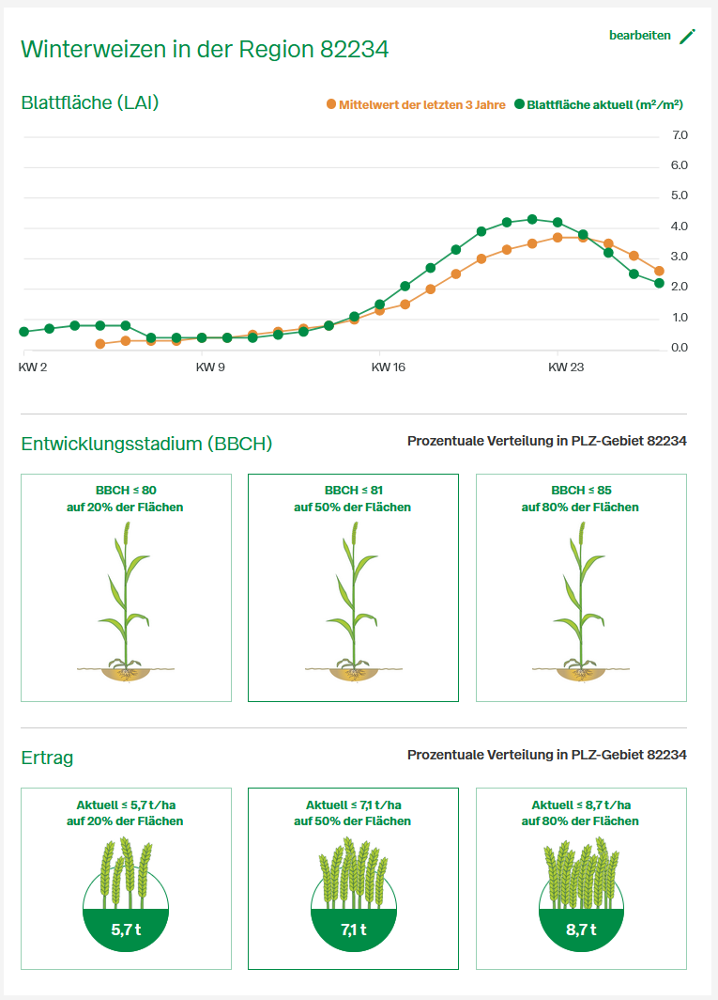 bearbeiten
Winterweizen in der Region 82234
Blattfläche (LAI)
Mittelwert der letzten 3 Jahre Blattfläche aktuell (m²/m²)
7.0
6.0
5.0
4.0
3.0
2.0
1.0
0.0
KW 2 KW 9 KW 16 KW 23
Entwicklungsstadium (BBCH) Prozentuale Verteilung in PLZ-Gebiet 82234
BBCH ≤ 80
auf 20% der Flächen
BBCH ≤ 81
auf 50% der Flächen
BBCH ≤ 85
auf 80% der Flächen
Ertrag Prozentuale Verteilung in PLZ-Gebiet 82234
Aktuell ≤ 5,7 t/ha
auf 20% der Flächen
5,7 t
Aktuell ≤ 7,1 t/ha
auf 50% der Flächen
7,1 t
Aktuell ≤ 8,7 t/ha
auf 80% der Flächen
8,7 t